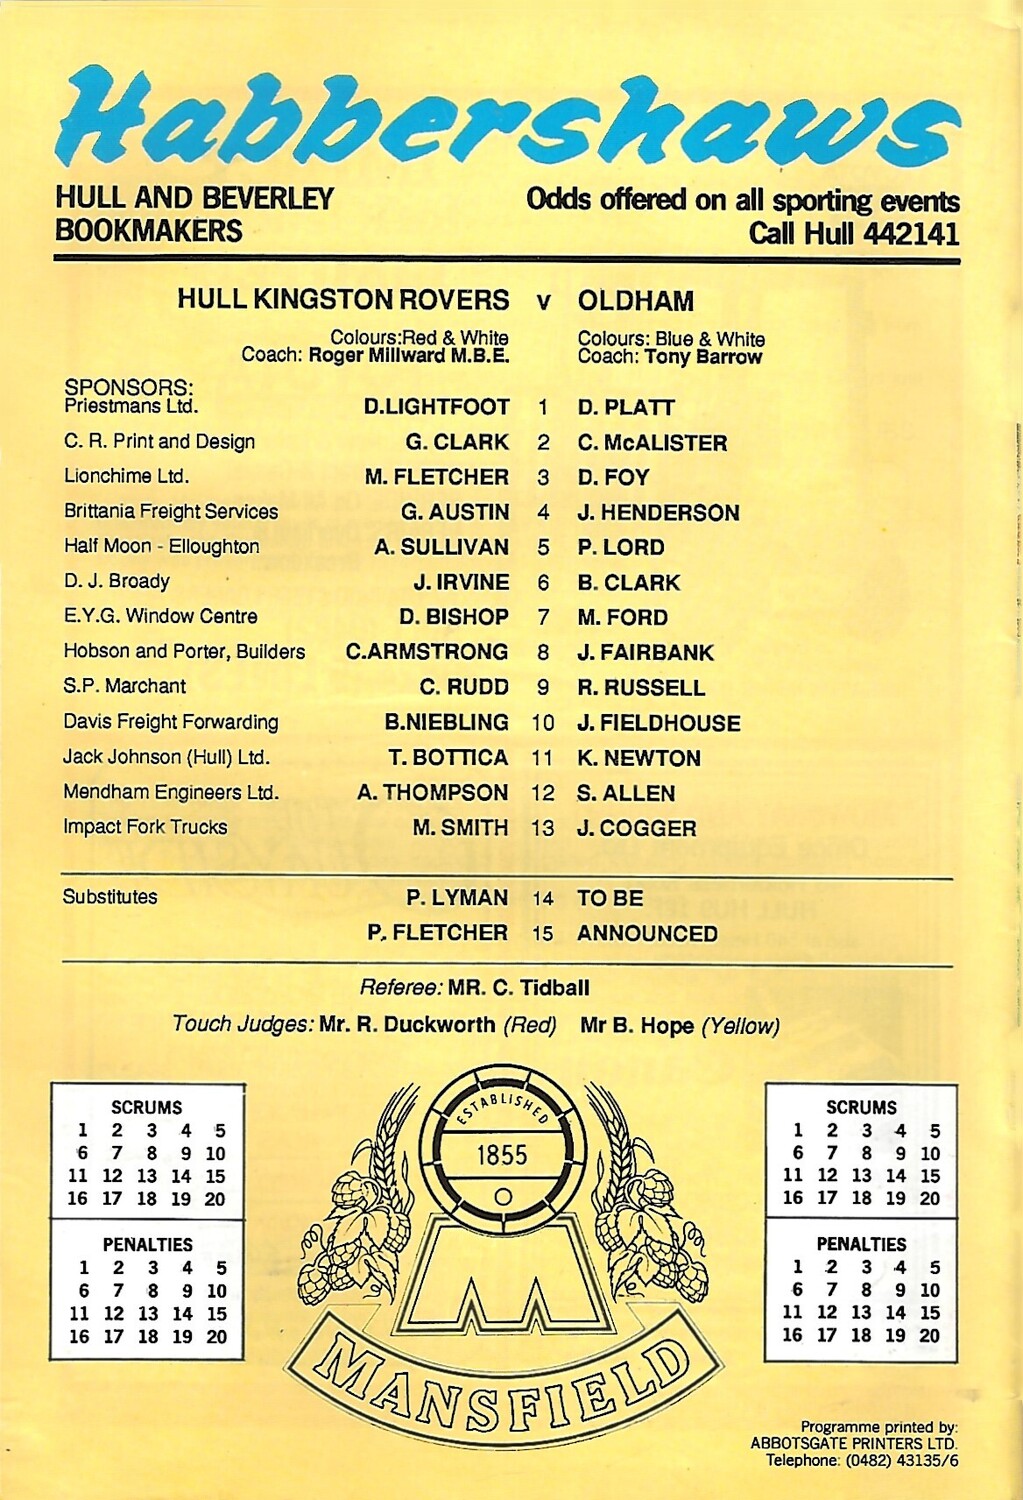 Habbershaws
HULL AND BEVERLEY Odds offered on all sporting events
BOOKMAKERS Call Hull 442141
HULL KINGSTON ROVERS v OLDHAM
Colours:Red & White Colours: Blue & White
Coach: Roger Millward M.B.E. Coach: Tony Barrow
SPONSORS:
Priestmans Ltd. D.LIGHTFOOT 1 D. PLATT
C. R. Print and Design G. CLARK 2 C. McALISTER
Lionchime Ltd. M. FLETCHER 3 D. FOY
Brittania Freight Services G. AUSTIN 4 J. HENDERSON
Half Moon - Elloughton A. SULLIVAN 5 P. LORD
D. J. Broady J. IRVINE 6 B. CLARK
E.Y.G. Window Centre D. BISHOP 7 M. FORD
Hobson and Porter, Builders C.ARMSTRONG 8 J. FAIRBANK
S.P. Marchant C. RUDD 9 R. RUSSELL
Davis Freight Forwarding B.NIEBLING 10 J. FIELDHOUSE
Jack Johnson (Hull) Ltd. T. BOTTICA 11 K. NEWTON
Mendham Engineers Ltd. A. THOMPSON 12 S. ALLEN
Impact Fork Trucks M. SMITH 13 J. COGGER
Substitutes P. LYMAN 14 TO BE
P. FLETCHER 15 ANNOUNCED
Referee: MR. C. Tidball
Touch Judges: Mr. R. Duckworth (Red) Mr B. Hope (Yellow)
SCRUMS
1 2 3 4 5
6 7 8 9 10
11 12 13 14 15
16 17 18 19 20
PENALTIES
1 2 3 4 5
6 7 8 9 10
11 12 13 14 15
16 17 18 19 20
ESTABLISHED
1855
M
MANSFIELD
SCRUMS
1 2 3 4 5
6 7 8 9 10
11 12 13 14 15
16 17 18 19 20
PENALTIES
1 2 3 4 5
6 7 8 9 10
11 12 13 14 15
16 17 18 19 20
Programme printed by:
ABBOTSGATE PRINTERS LTD.
Telephone: (0482) 43135/6